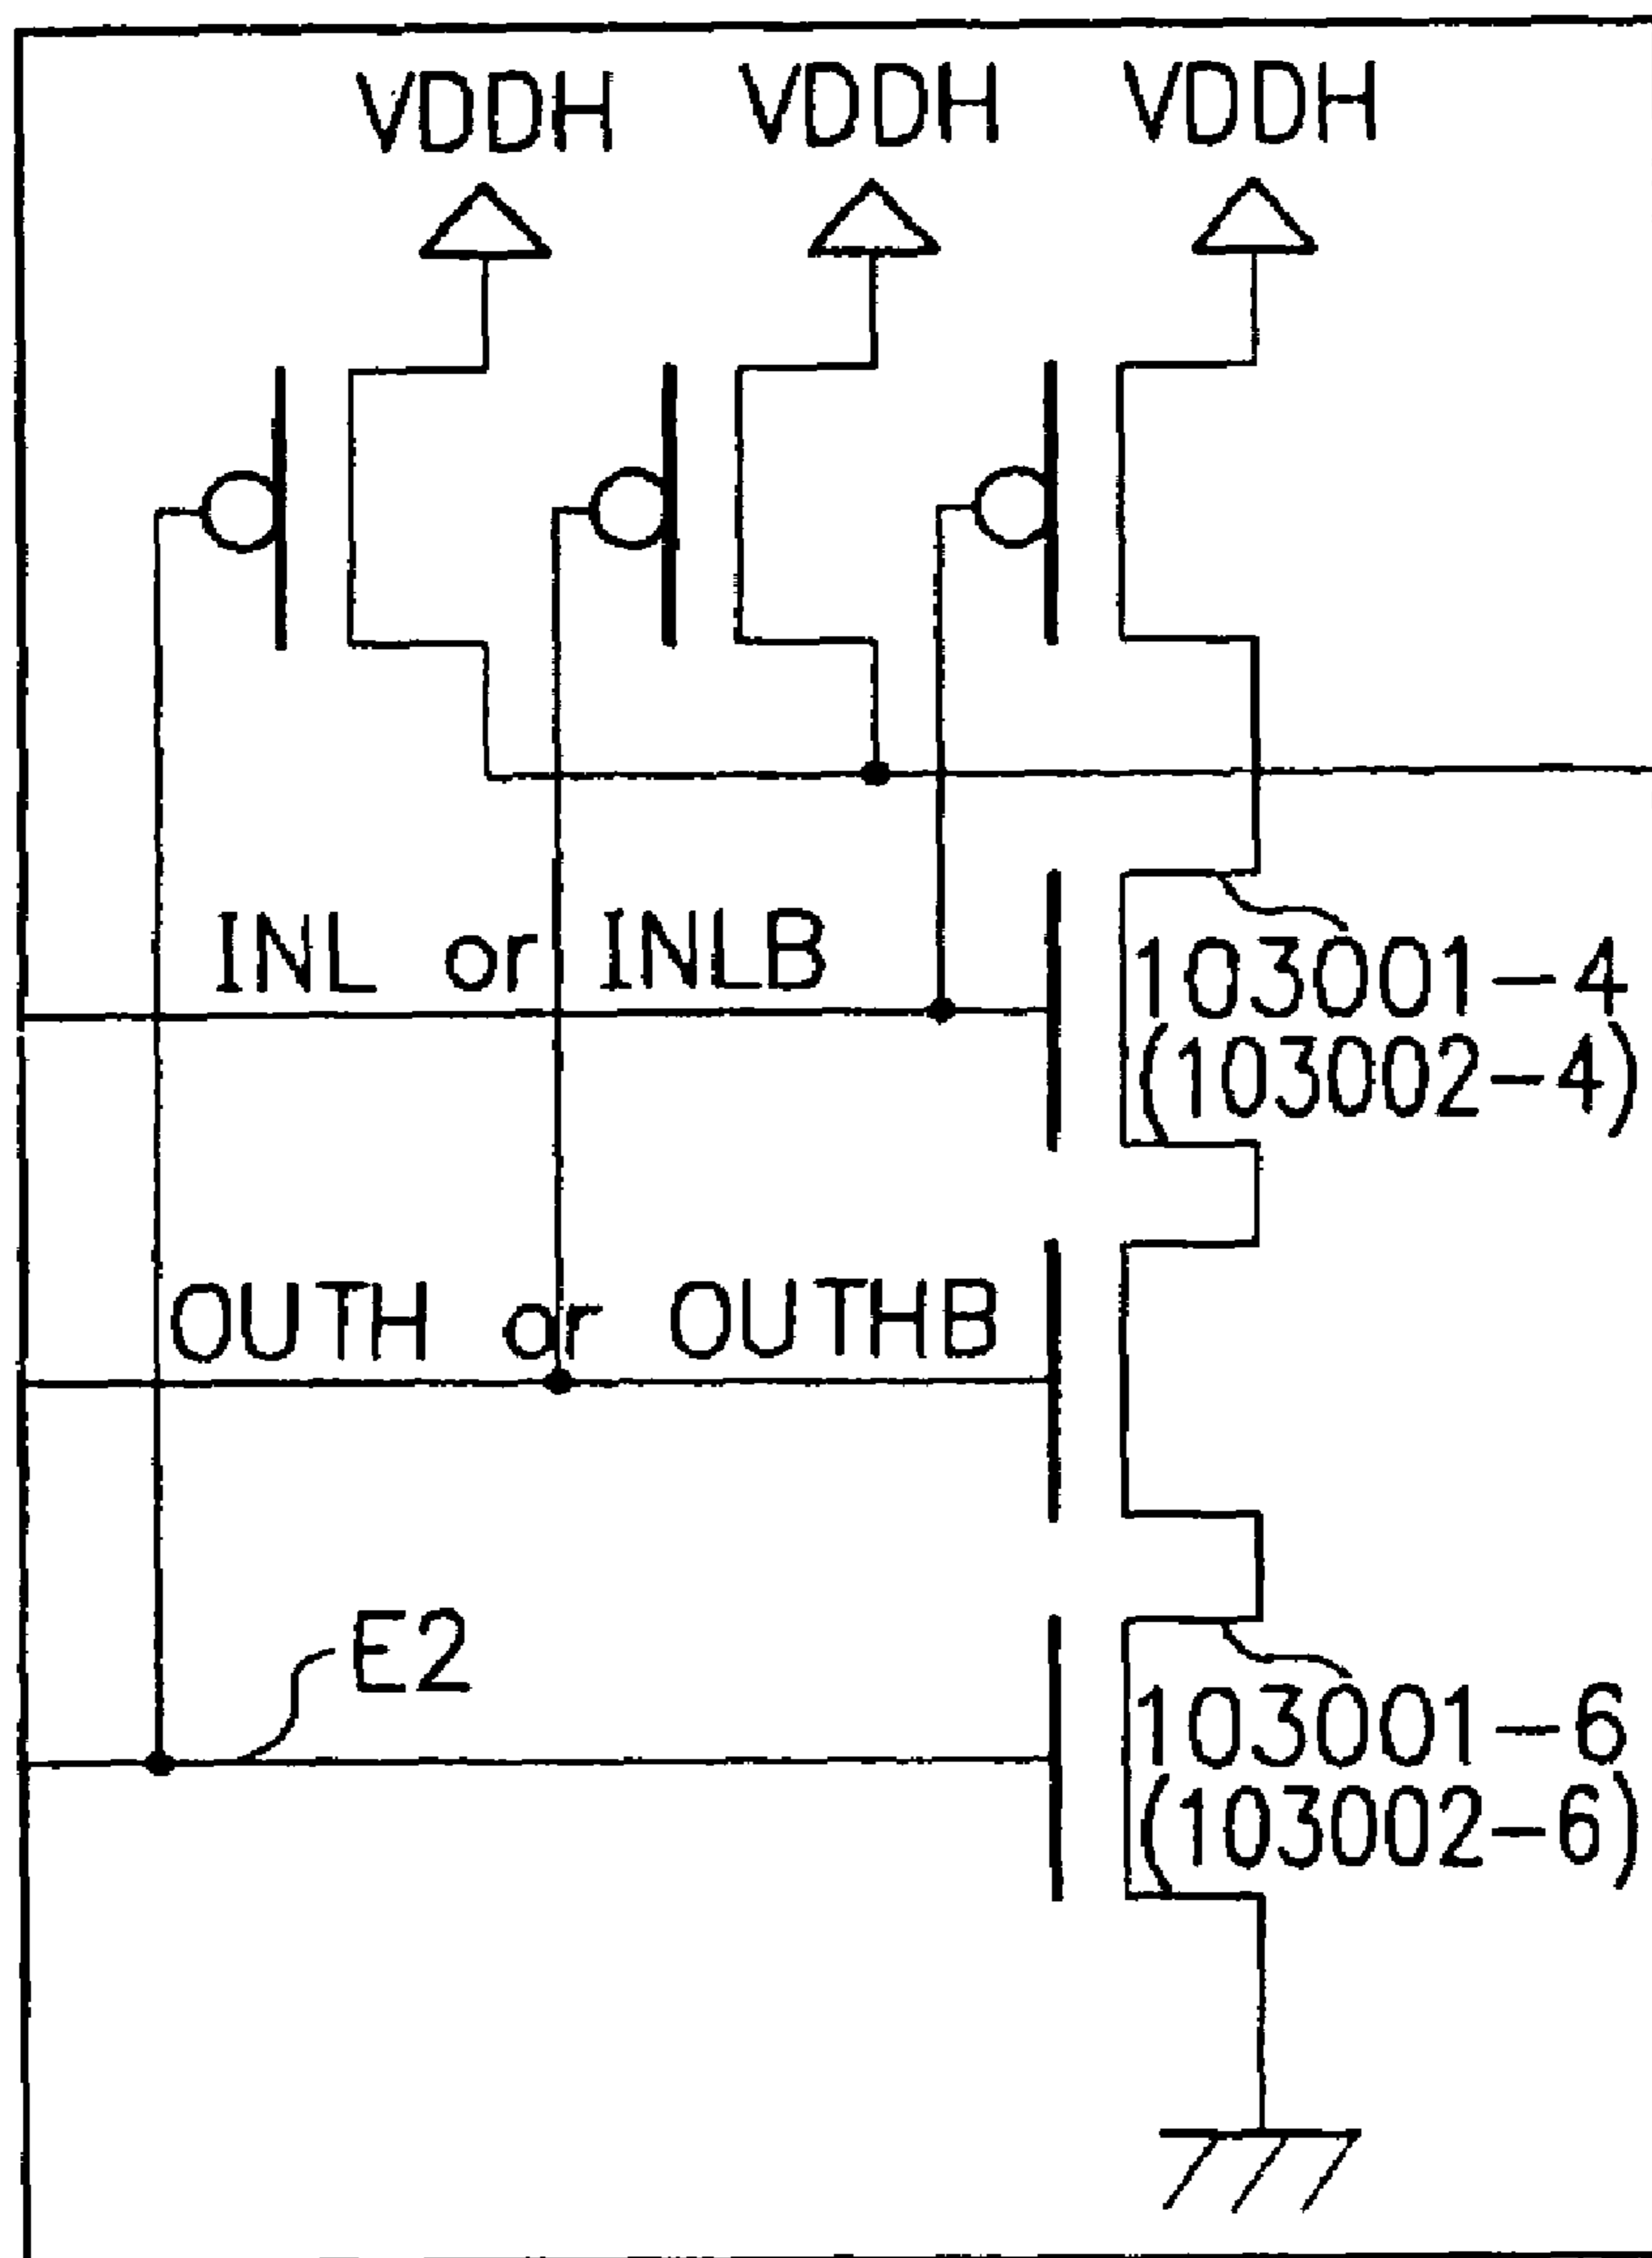 VDDH VDDH VDDH
INL or INLB
103001-4
(103002-4)
OUTH or OUTHB
E2
103001-6
(103002-6)